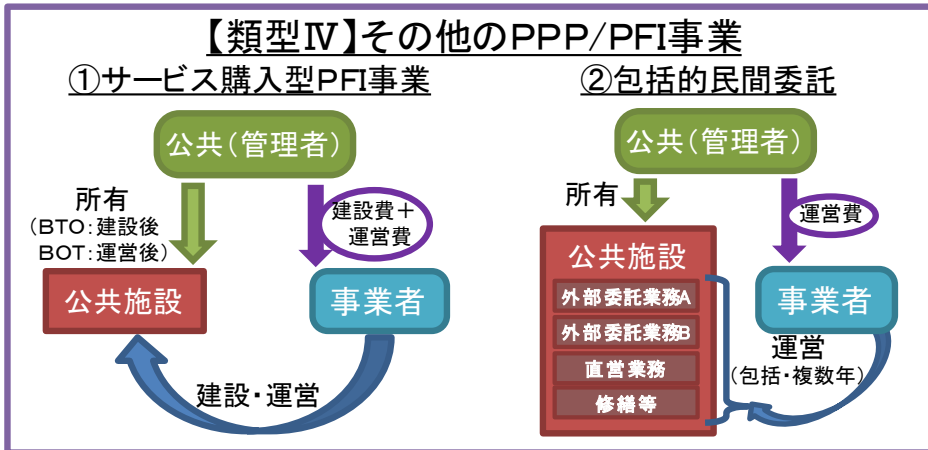 【類型Ⅳ】その他のPPP/PFI事業
①サービス購入型PFI事業
公共(管理者)
所有
(BTO:建設後
BOT:運営後)
建設費+
運営費
公共施設
事業者
建設・運営
②包括的民間委託
公共(管理者)
所有
運営費
公共施設
外部委託業務A
外部委託業務B
直営業務
修繕等
事業者
運営
(包括・複数年)